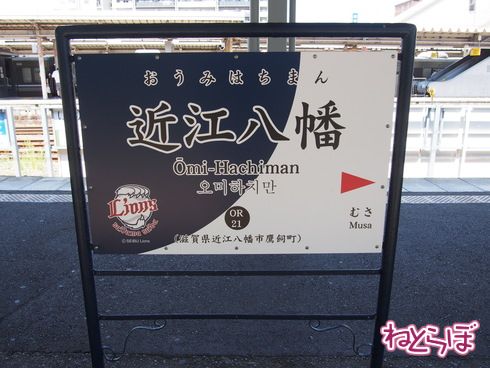 おうみはちまん
近江八幡
Ōmi-Hachiman
오미하치만
OR
21
むさ
Musa
(滋賀県近江八幡市鷹飼町)
Lions
©SEIBU Lions
ねとらぼ